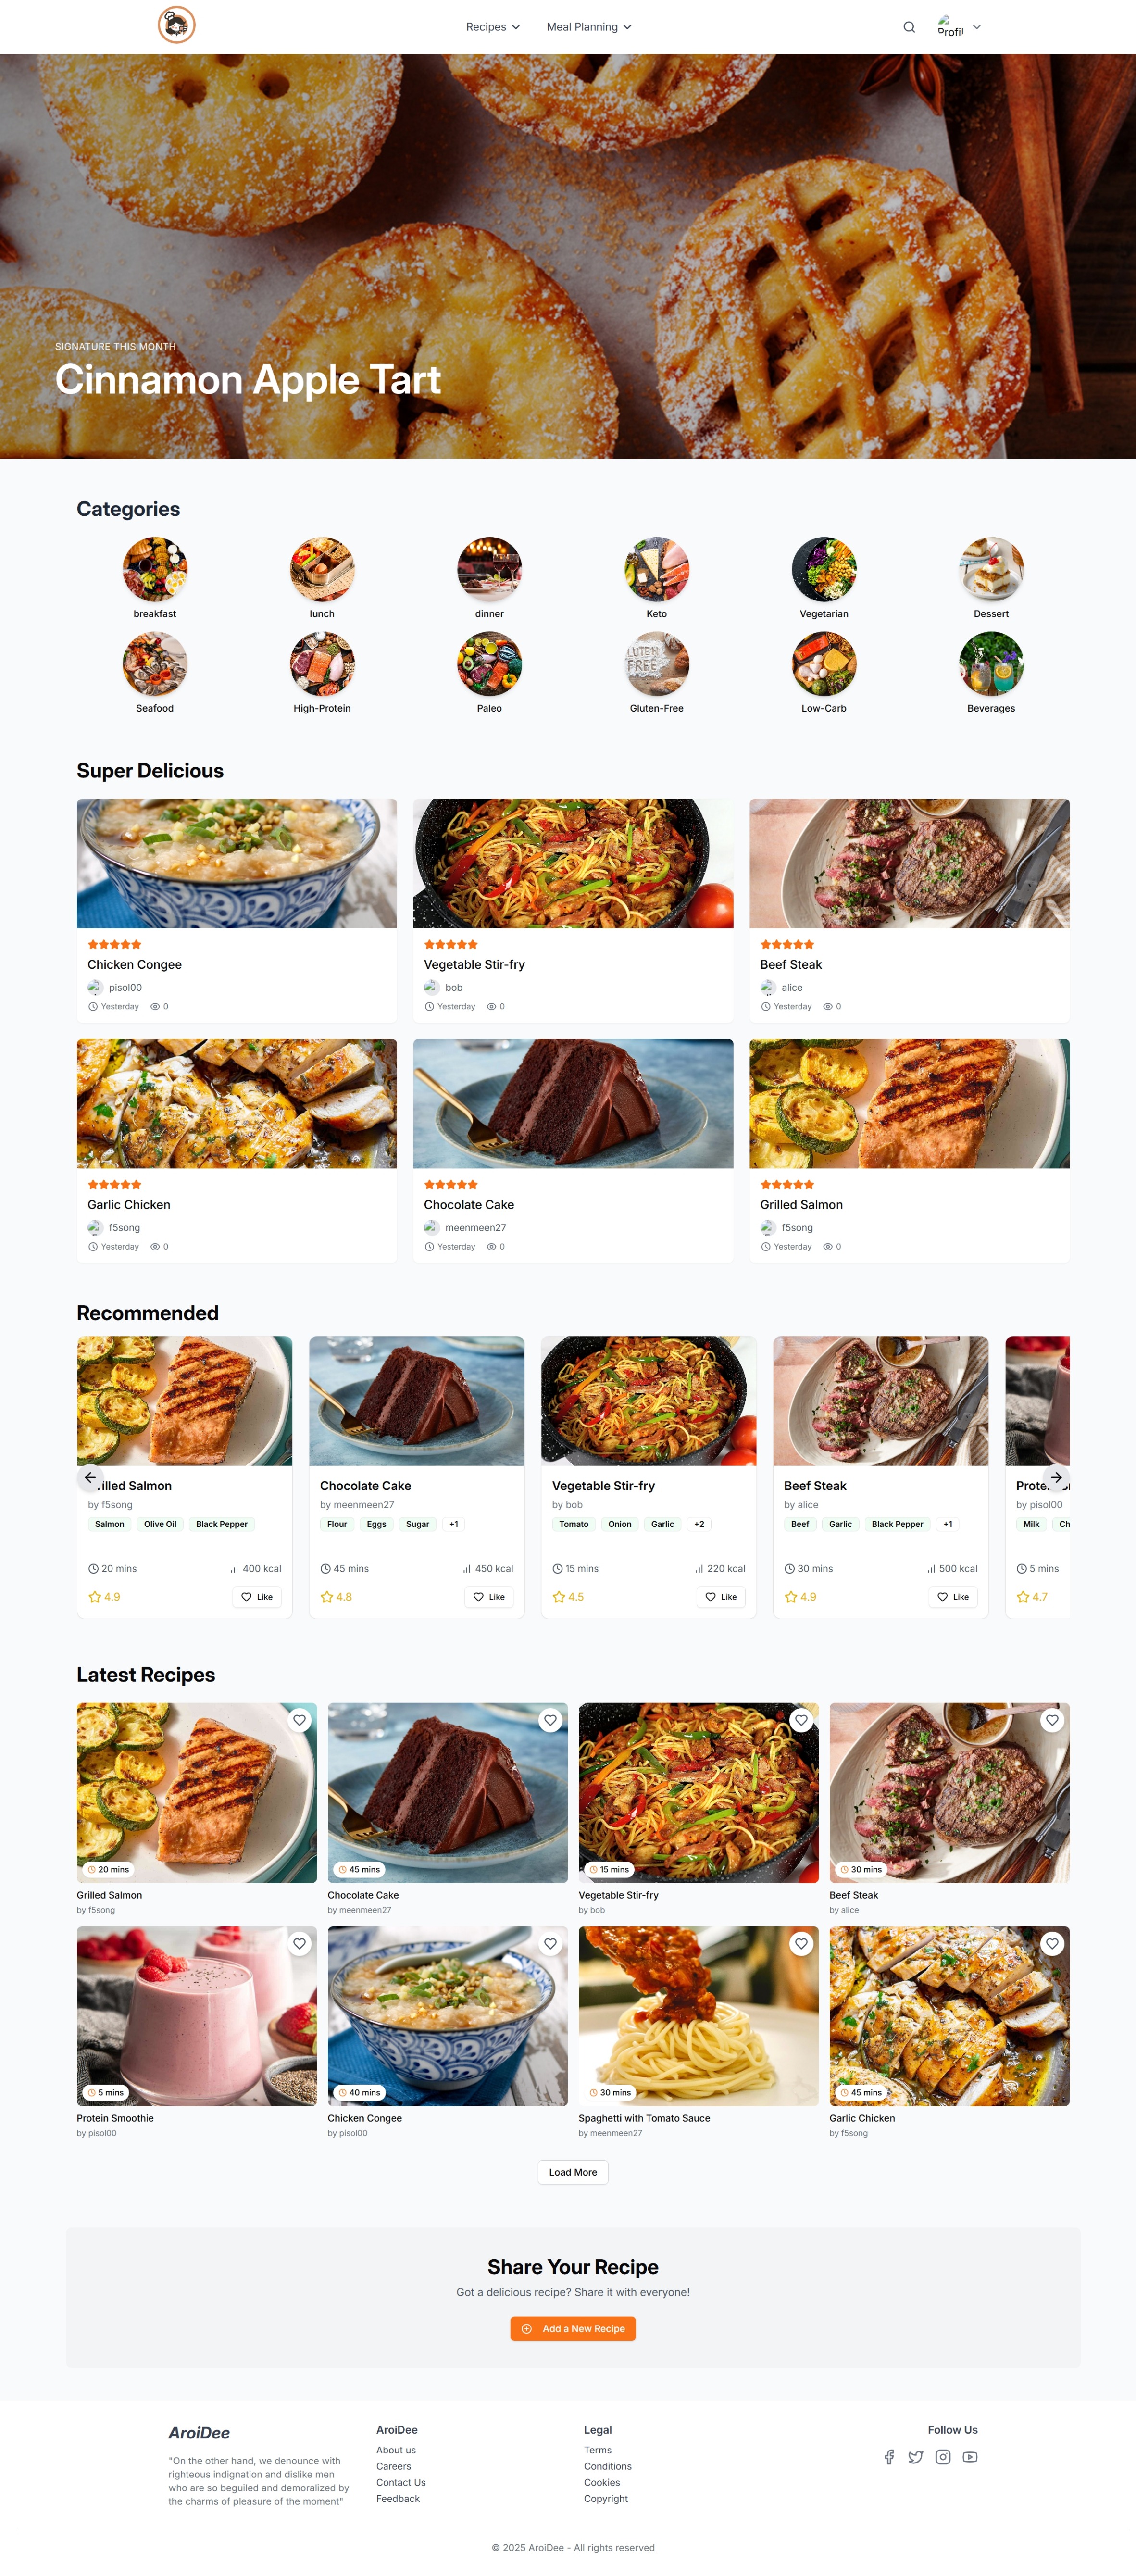 Recipes
Meal Planning
Profil
SIGNATURE THIS MONTH
Cinnamon Apple Tart
Categories
breakfast
lunch
dinner
Keto
Vegetarian
Dessert
Seafood
High-Protein
Paleo
GLUTEN FREE
Gluten-Free
Low-Carb
Beverages
Super Delicious
Chicken Congee
pisol00
Yesterday 0
Vegetable Stir-fry
bob
Yesterday 0
Beef Steak
alice
Yesterday 0
Garlic Chicken
f5song
Yesterday 0
Chocolate Cake
meenmeen27
Yesterday 0
Grilled Salmon
f5song
Yesterday 0
Recommended
illed Salmon
by f5song
Salmon Olive Oil Black Pepper
20 mins 400 kcal
4.9 Like
Chocolate Cake
by meenmeen27
Flour Eggs Sugar +1
45 mins 450 kcal
4.8 Like
Vegetable Stir-fry
by bob
Tomato Onion Garlic +2
15 mins 220 kcal
4.5 Like
Beef Steak
by alice
Beef Garlic Black Pepper +1
30 mins 500 kcal
4.9 Like
Prote
by pisol00
Milk Ch
5 mins
4.7
Latest Recipes
20 mins
Grilled Salmon
by f5song
45 mins
Chocolate Cake
by meenmeen27
15 mins
Vegetable Stir-fry
by bob
30 mins
Beef Steak
by alice
5 mins
Protein Smoothie
by pisol00
40 mins
Chicken Congee
by pisol00
30 mins
Spaghetti with Tomato Sauce
by meenmeen27
45 mins
Garlic Chicken
by f5song
Load More
Share Your Recipe
Got a delicious recipe? Share it with everyone!
Add a New Recipe
AroiDee
"On the other hand, we denounce with
righteous indignation and dislike men
who are so beguiled and demoralized by
the charms of pleasure of the moment"
AroiDee
About us
Careers
Contact Us
Feedback
Legal
Terms
Conditions
Cookies
Copyright
Follow Us
© 2025 AroiDee - All rights reserved